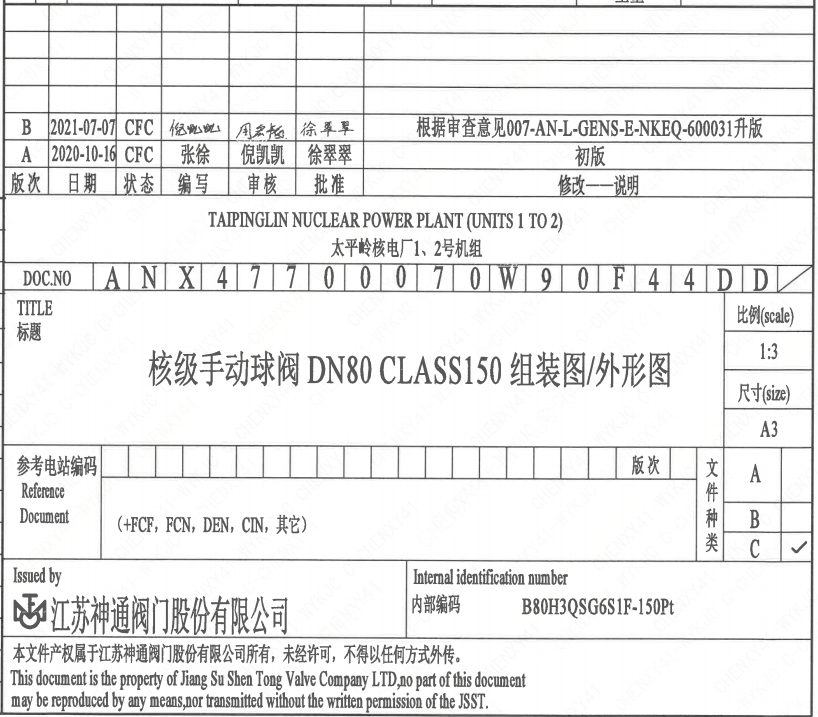 B 2021-07-07 CFC 徐翠翠 根据审查意见007-AN-L-GENS-E-NKEQ-600031升版
A 2020-10-16 CFC 张徐 倪凯凯 徐翠翠 初版
版次 日期 状态 编写 审核 批准 修改——说明
TAIPINGLIN NUCLEAR POWER PLANT (UNITS 1 TO 2)
太平岭核电厂1、2号机组
DOC.NO A N X 4 7 7 0 0 0 7 0 W 9 0 F 4 4 D D
TITLE
标题
核级手动球阀 DN80 CLASS150 组装图/外形图
比例(scale)
1:3
尺寸(size)
A3
参考电站编码
Reference
Document
版次
(+FCF, FCN, DEN, CIN, 其它)
文件种类
A
B
C ✓
Issued by
江苏神通阀门股份有限公司
Internal identification number
内部编码 B80H3QSG6S1F-150Pt
本文件产权属于江苏神通阀门股份有限公司所有，未经许可，不得以任何方式外传。
This document is the property of Jiang Su Shen Tong Valve Company LTD,no part of this document
may be reproduced by any means,nor transmitted without the written permission of the JSST.